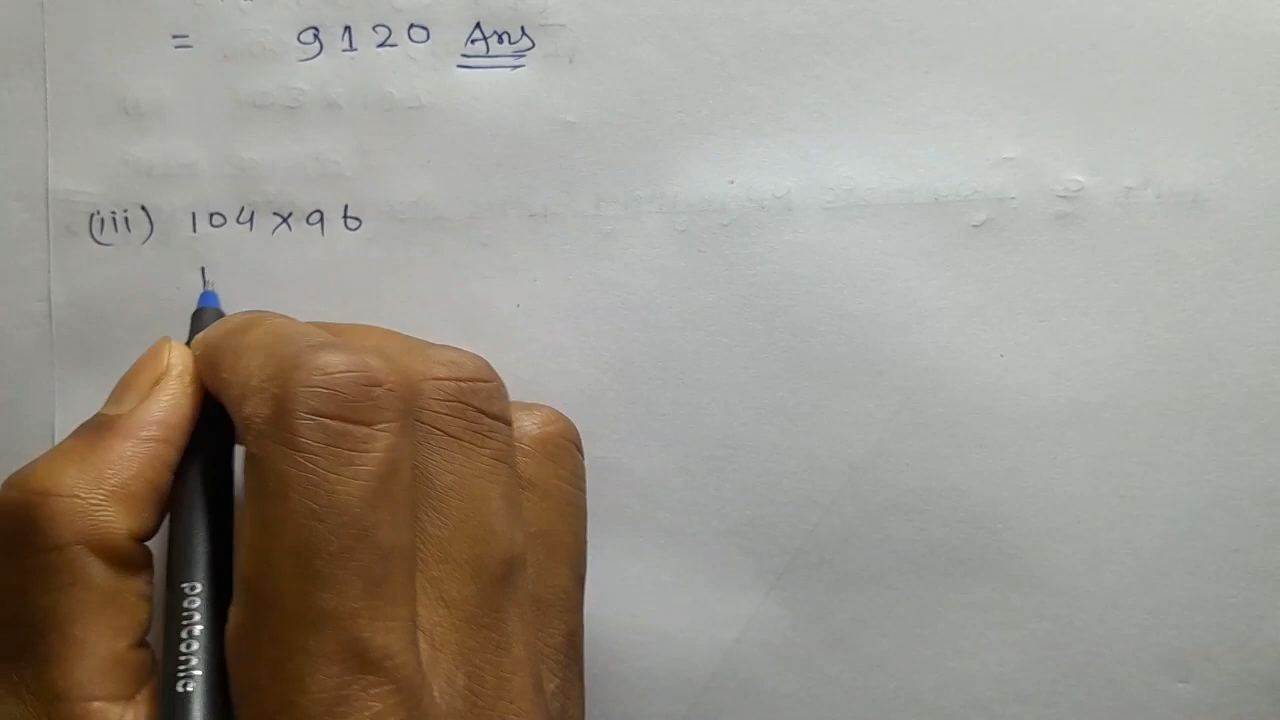 = 9120 Ans
(iii) 104 × 96
pentonic